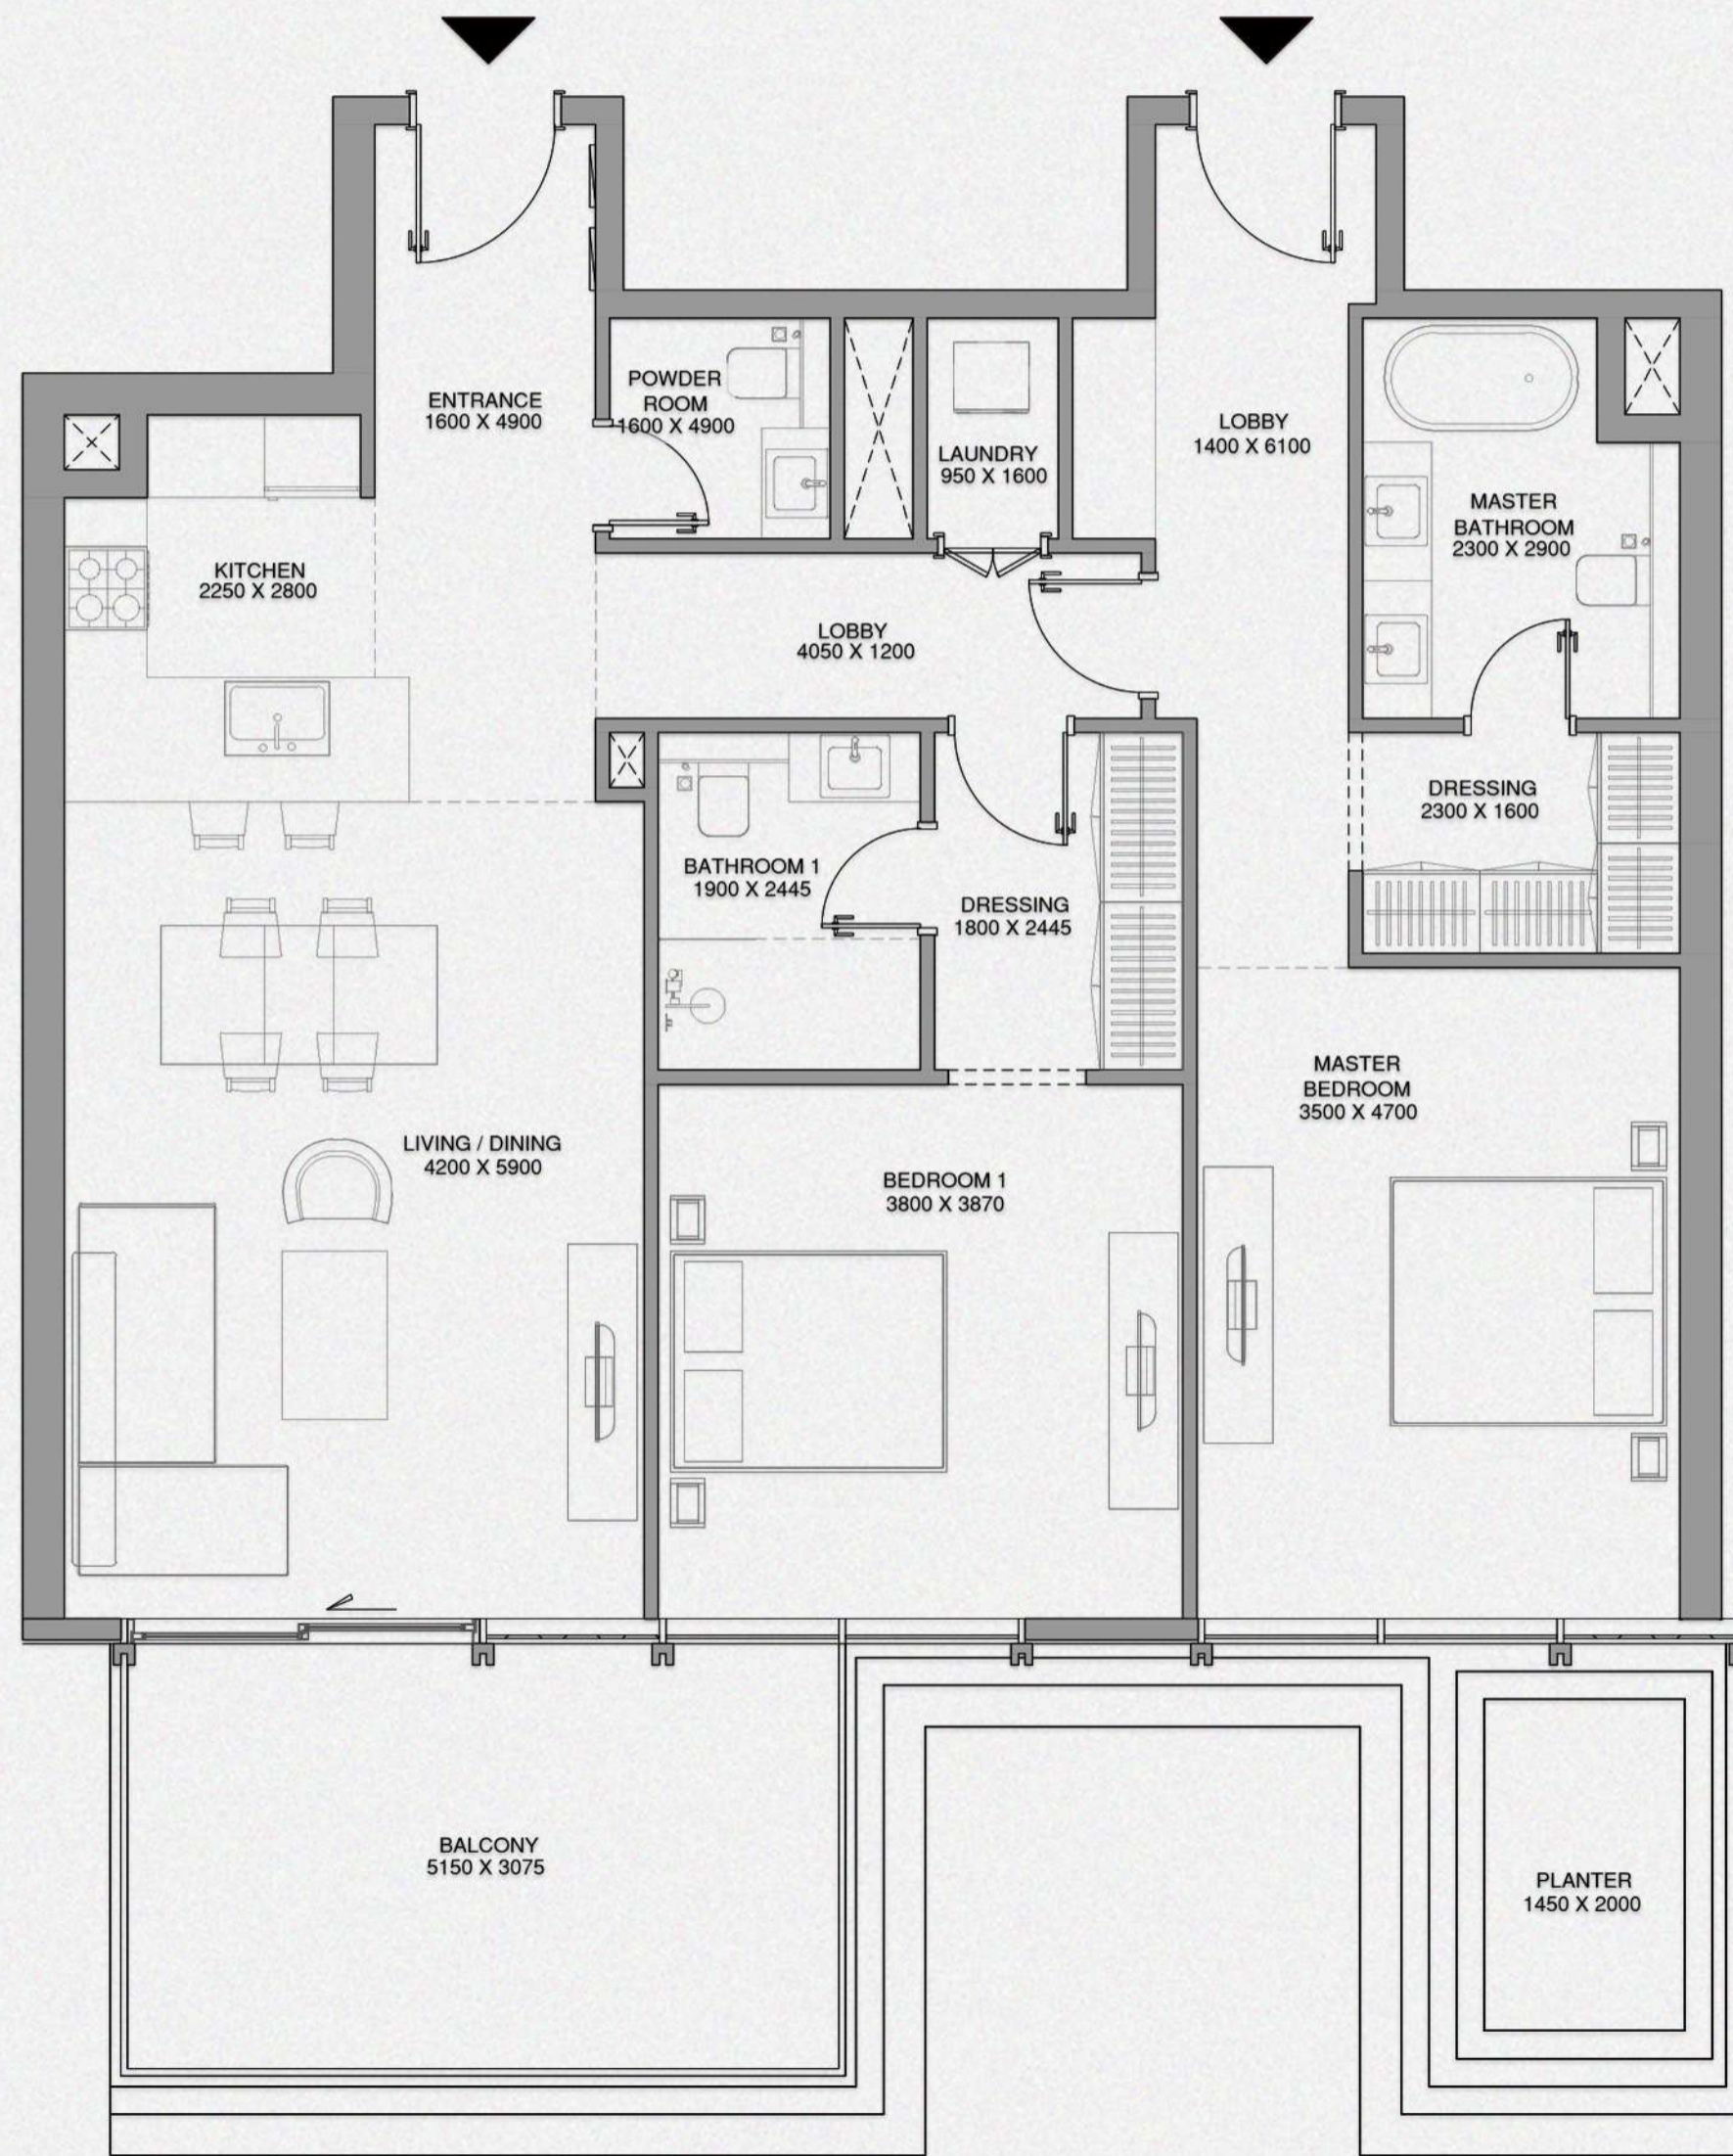 ENTRANCE
1600 X 4900
POWDER
ROOM
1600 X 4900
LAUNDRY
950 X 1600
LOBBY
1400 X 6100
MASTER
BATHROOM
2300 X 2900
KITCHEN
2250 X 2800
LOBBY
4050 X 1200
DRESSING
2300 X 1600
BATHROOM 1
1900 X 2445
DRESSING
1800 X 2445
MASTER
BEDROOM
3500 X 4700
LIVING / DINING
4200 X 5900
BEDROOM 1
3800 X 3870
BALCONY
5150 X 3075
PLANTER
1450 X 2000